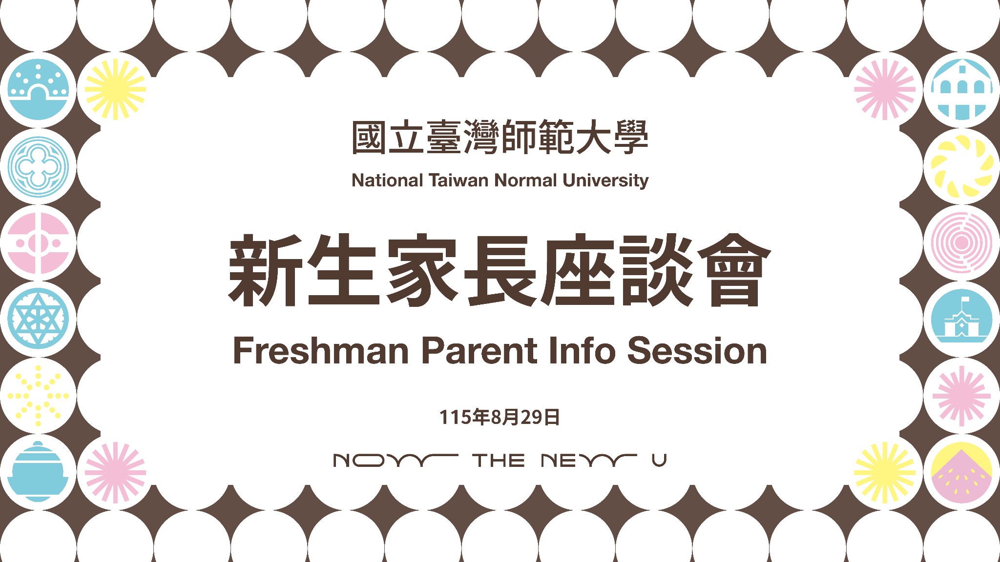 國立臺灣師範大學
National Taiwan Normal University
新生家長座談會
Freshman Parent Info Session
115年8月29日
NOW THE NEW U